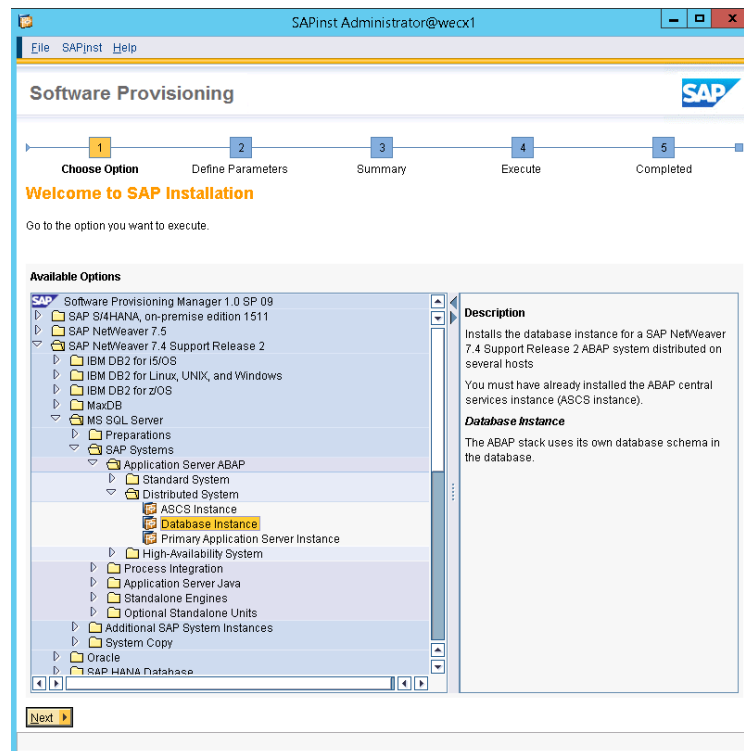 SAPinst Administrator@wecx1
File SAPinst Help
Software Provisioning
SAP
1 2 3 4 5
Choose Option Define Parameters Summary Execute Completed
Welcome to SAP Installation
Go to the option you want to execute.
Available Options
SAP Software Provisioning Manager 1.0 SP 09
SAP S/4HANA, on-premise edition 1511
SAP NetWeaver 7.5
SAP NetWeaver 7.4 Support Release 2
IBM DB2 for i5/OS
IBM DB2 for Linux, UNIX, and Windows
IBM DB2 for z/OS
MaxDB
MS SQL Server
Preparations
SAP Systems
Application Server ABAP
Standard System
Distributed System
ASCS Instance
Database Instance
Primary Application Server Instance
High-Availability System
Process Integration
Application Server Java
Standalone Engines
Optional Standalone Units
Additional SAP System Instances
System Copy
Oracle
SAP HANA Database
Description
Installs the database instance for a SAP NetWeaver
7.4 Support Release 2 ABAP system distributed on
several hosts
You must have already installed the ABAP central
services instance (ASCS instance).
Database Instance
The ABAP stack uses its own database schema in
the database.
Next